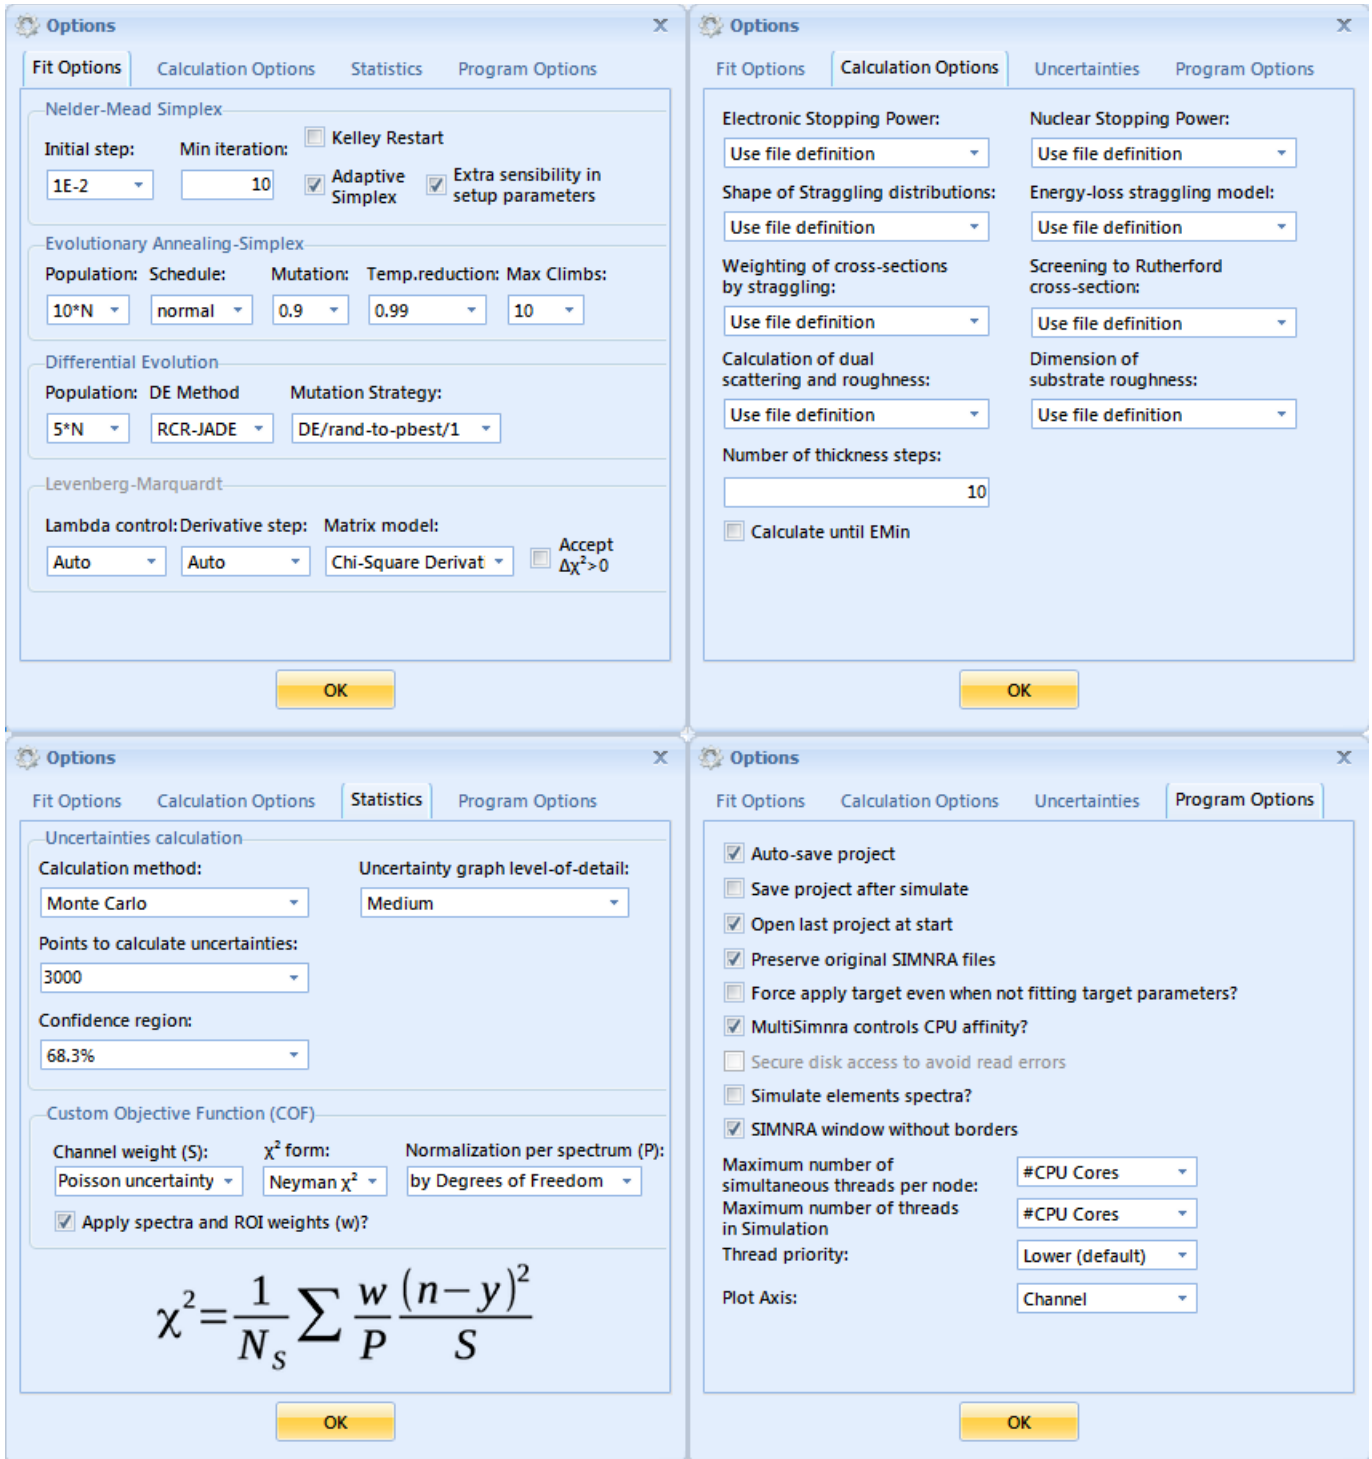 Options
X
Fit Options Calculation Options Statistics Program Options
Nelder-Mead Simplex
Initial step: Min iteration: Kelley Restart
1E-2 10 Adaptive Simplex Extra sensibility in setup parameters
Evolutionary Annealing-Simplex
Population: Schedule: Mutation: Temp.reduction: Max Climbs:
10*N normal 0.9 0.99 10
Differential Evolution
Population: DE Method Mutation Strategy:
5*N RCR-JADE DE/rand-to-pbest/1
Levenberg-Marquardt
Lambda control: Derivative step: Matrix model:
Auto Auto Chi-Square Derivati Accept Δχ²>0
OK
Options
X
Fit Options Calculation Options Uncertainties Program Options
Electronic Stopping Power: Nuclear Stopping Power:
Use file definition Use file definition
Shape of Straggling distributions: Energy-loss straggling model:
Use file definition Use file definition
Weighting of cross-sections Screening to Rutherford
by straggling: cross-section:
Use file definition Use file definition
Calculation of dual Dimension of
scattering and roughness: substrate roughness:
Use file definition Use file definition
Number of thickness steps:
10
Calculate until EMin
OK
Options
X
Fit Options Calculation Options Statistics Program Options
Uncertainties calculation
Calculation method: Uncertainty graph level-of-detail:
Monte Carlo Medium
Points to calculate uncertainties:
3000
Confidence region:
68.3%
Custom Objective Function (COF)
Channel weight (S): χ² form: Normalization per spectrum (P):
Poisson uncertainty Neyman χ² by Degrees of Freedom
Apply spectra and ROI weights (w)?
χ² = 1/N_S ∑ w/P (n−y)²/S
OK
Options
X
Fit Options Calculation Options Uncertainties Program Options
Auto-save project
Save project after simulate
Open last project at start
Preserve original SIMNRA files
Force apply target even when not fitting target parameters?
MultiSimnra controls CPU affinity?
Secure disk access to avoid read errors
Simulate elements spectra?
SIMNRA window without borders
Maximum number of
simultaneous threads per node: #CPU Cores
Maximum number of threads
in Simulation #CPU Cores
Thread priority: Lower (default)
Plot Axis: Channel
OK